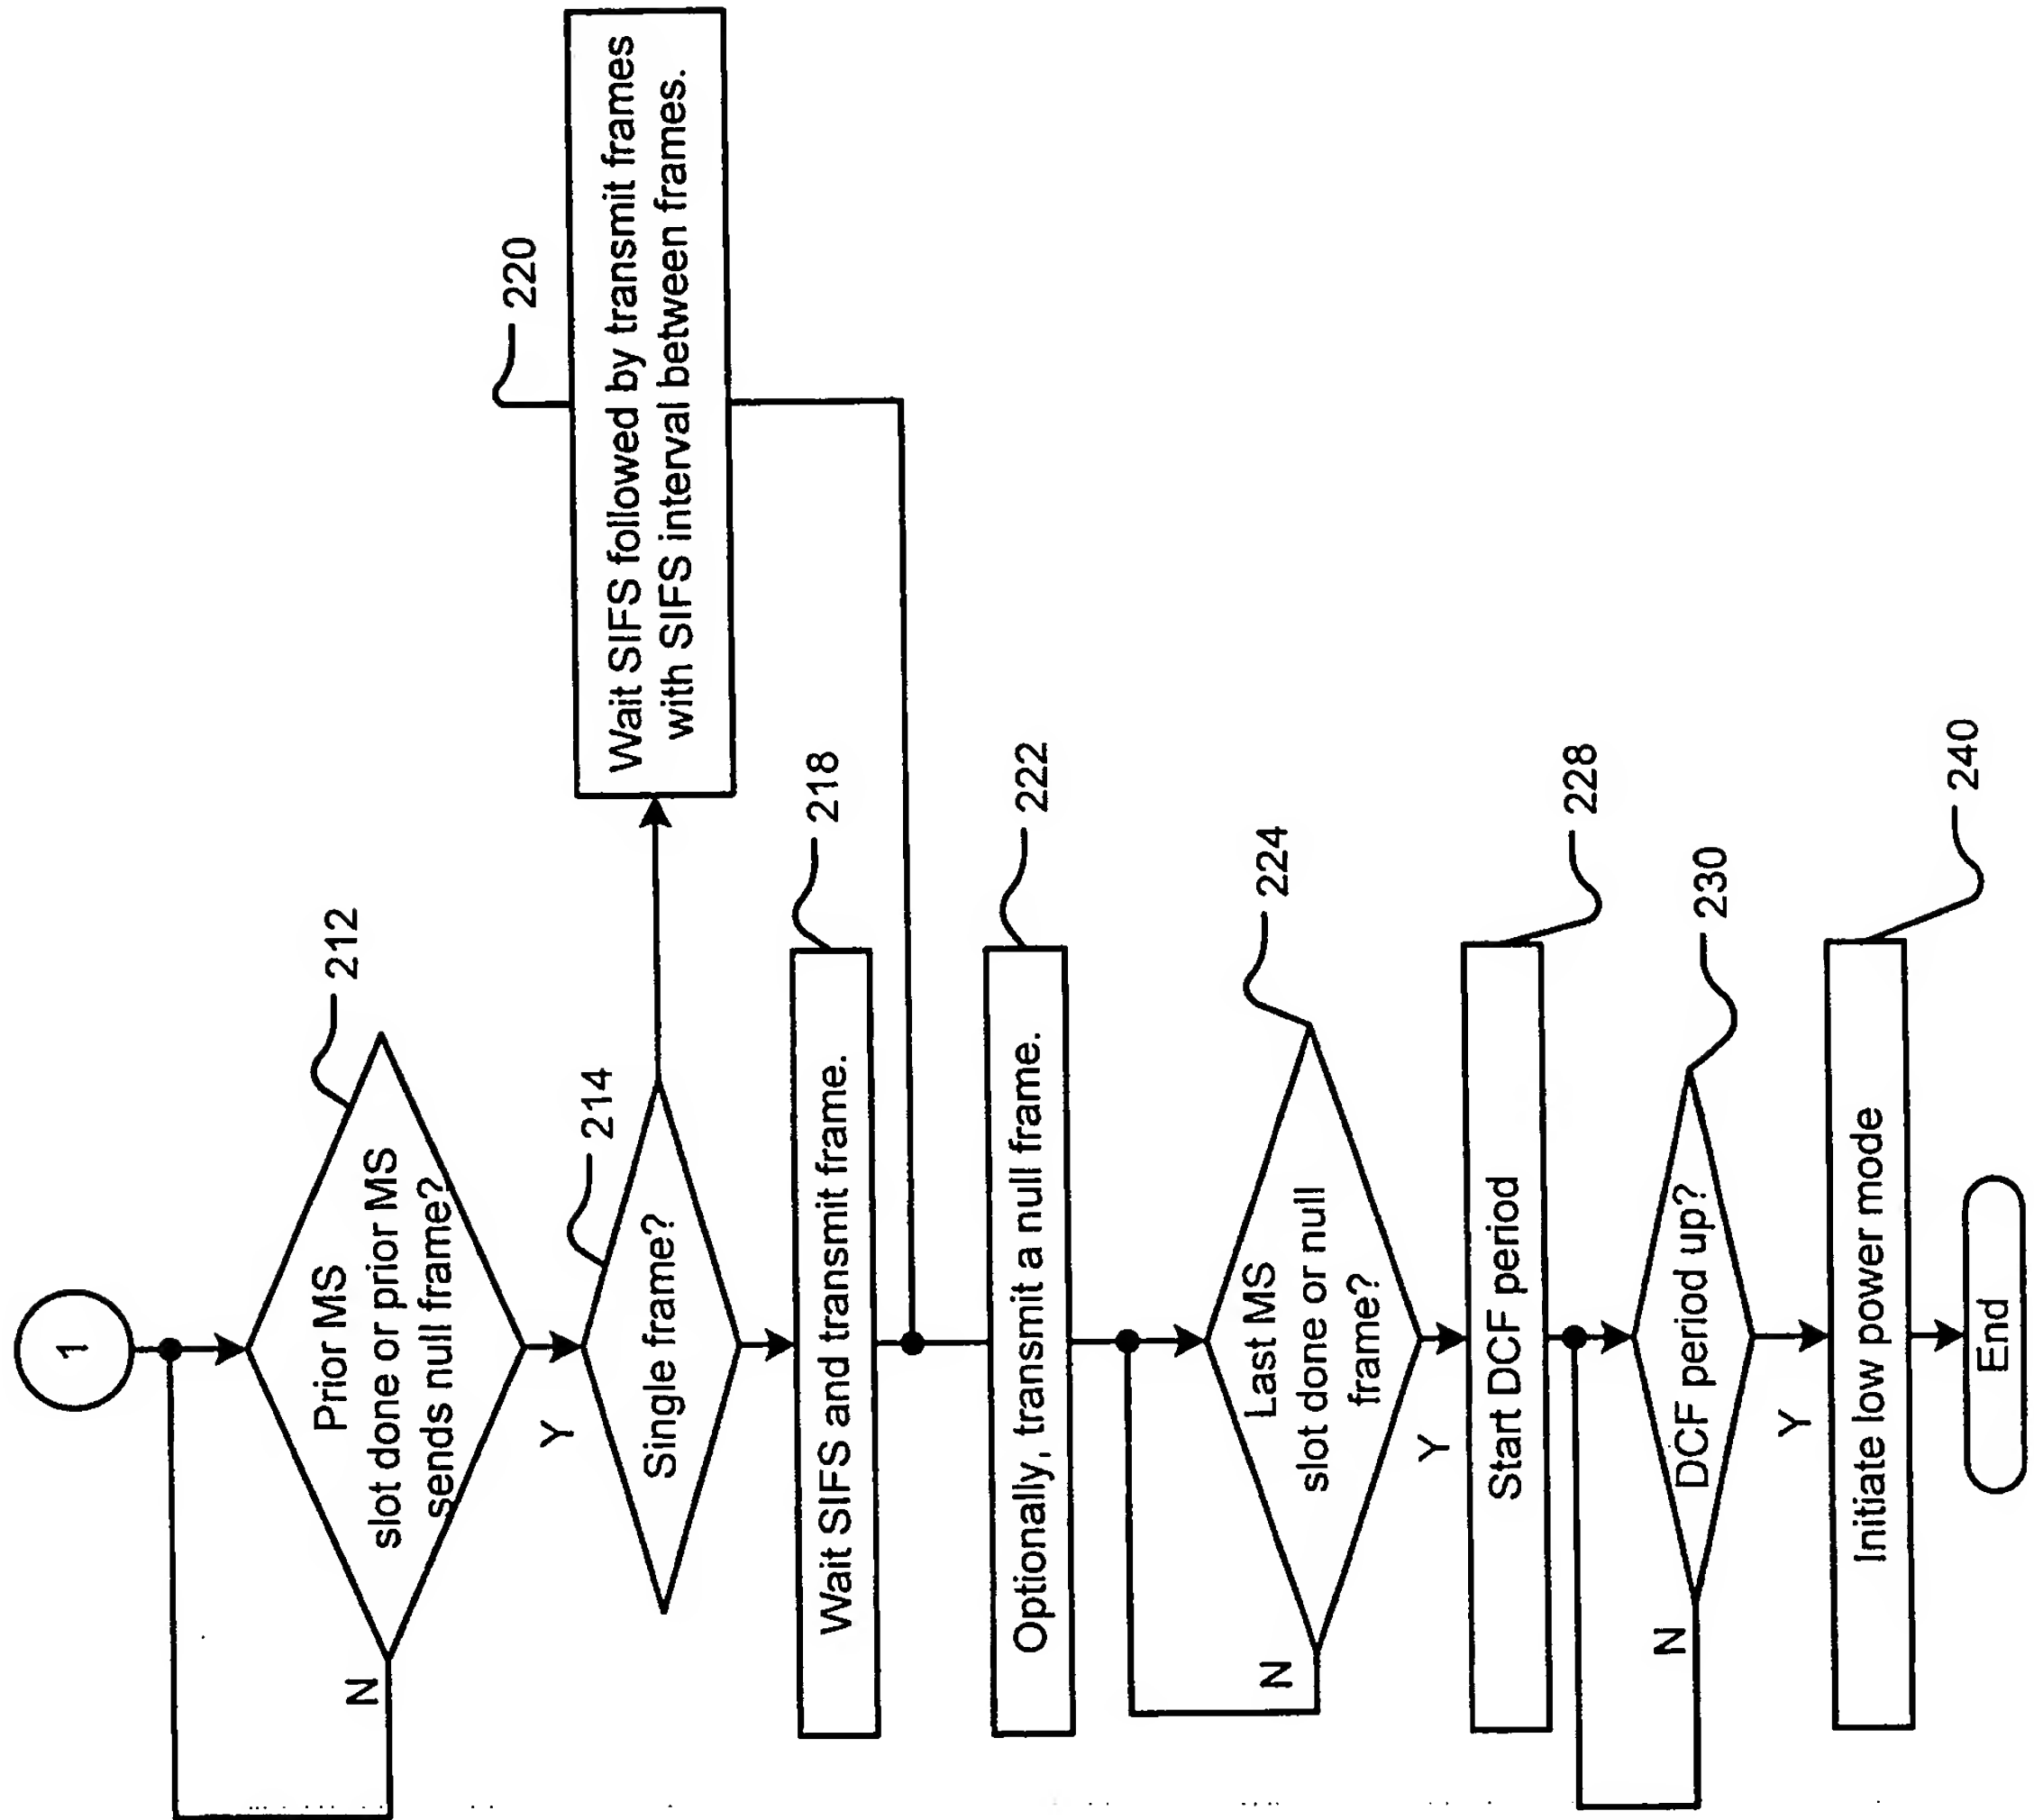 1
Prior MS
slot done or prior MS
sends null frame?
212
N
Y
Single frame?
214
Wait SIFS followed by transmit frames
with SIFS interval between frames.
220
Wait SIFS and transmit frame.
218
Optionally, transmit a null frame.
222
Last MS
slot done or null
frame?
224
N
Y
Start DCF period
228
DCF period up?
230
N
Y
Initiate low power mode
240
End